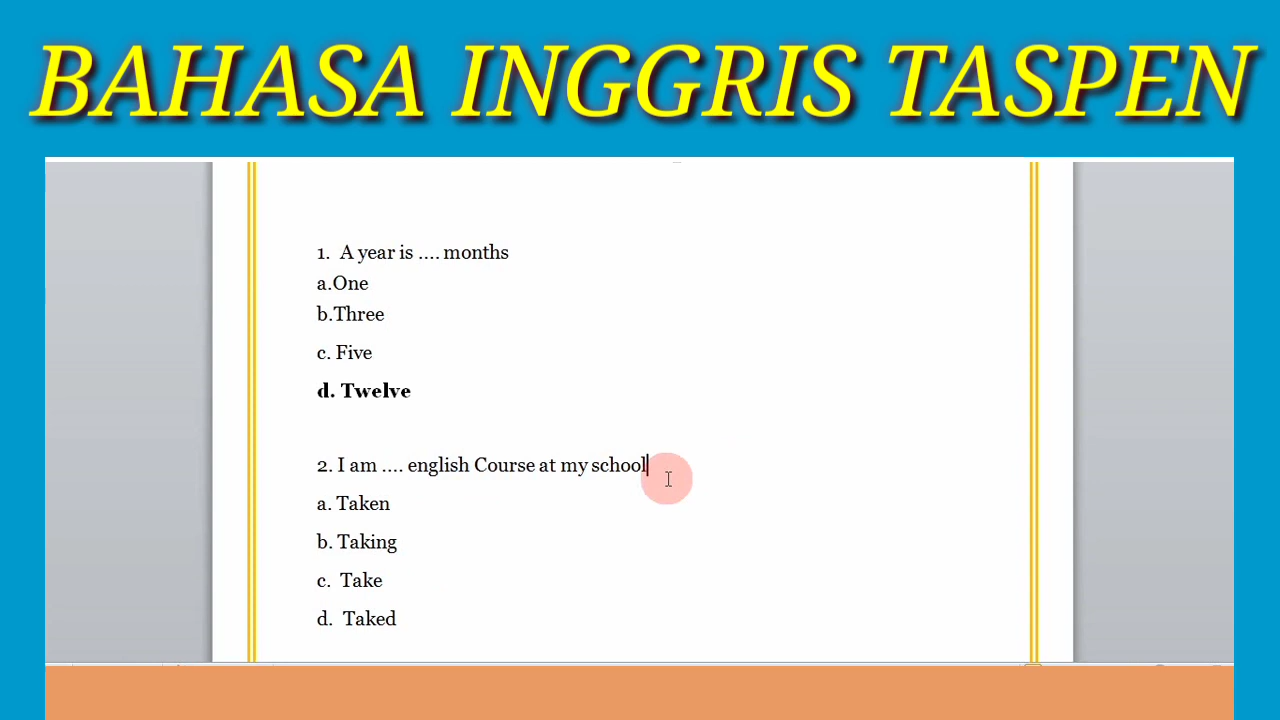 BAHASA INGGRIS TASPEN
1. A year is .... months
a.One
b.Three
c. Five
d. Twelve
2. I am .... english Course at my school
a. Taken
b. Taking
c. Take
d. Taked